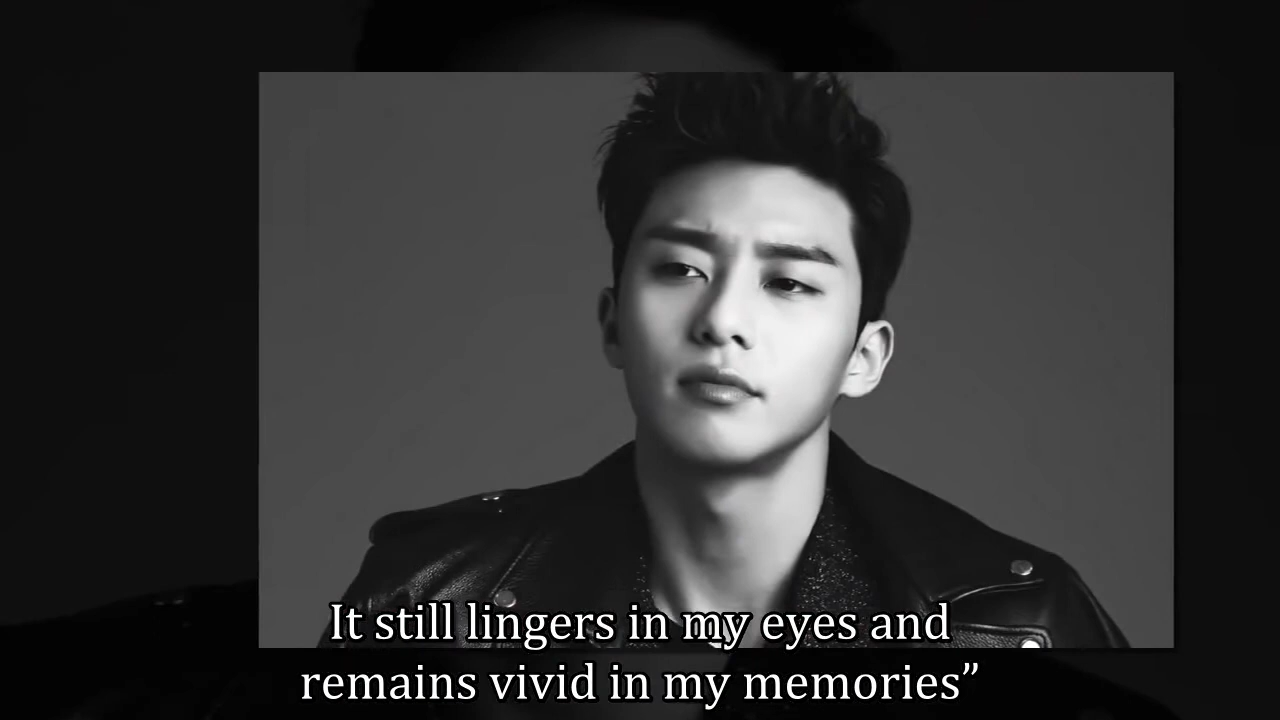 It still lingers in my eyes and
remains vivid in my memories”